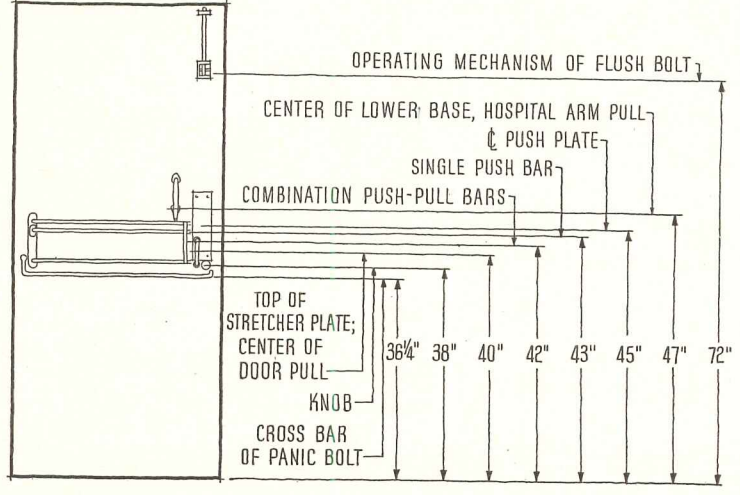 OPERATING MECHANISM OF FLUSH BOLT
CENTER OF LOWER BASE, HOSPITAL ARM PULL
℄ PUSH PLATE
SINGLE PUSH BAR
COMBINATION PUSH-PULL BARS
TOP OF
STRETCHER PLATE;
CENTER OF
DOOR PULL
KNOB
CROSS BAR
OF PANIC BOLT
36¼" 38" 40" 42" 43" 45" 47" 72"